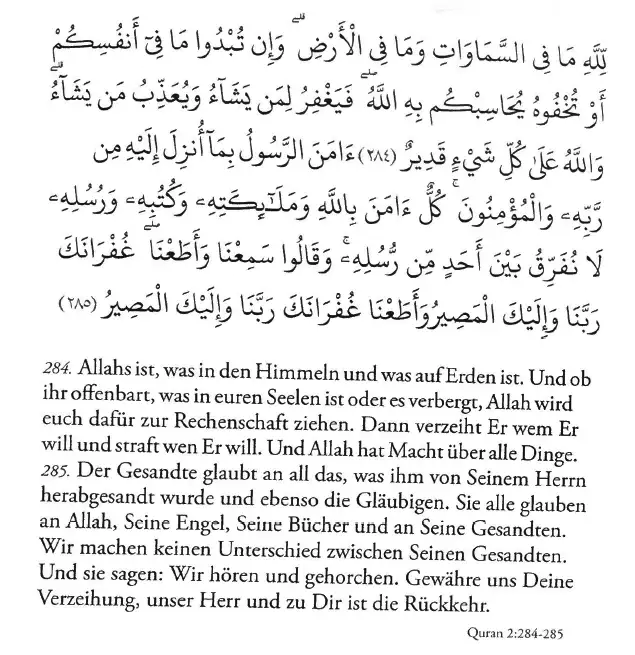 لِّلَّهِ مَا فِي السَّمَاوَاتِ وَمَا فِي الْأَرْضِ ۗ وَإِن تُبْدُوا مَا فِيٓ أَنفُسِكُمْ
أَوْ تُخْفُوهُ يُحَاسِبْكُم بِهِ اللَّهُ ۖ فَيَغْفِرُ لِمَن يَشَآءُ وَيُعَذِّبُ مَن يَشَآءُ ۗ
وَاللَّهُ عَلَىٰ كُلِّ شَيْءٍ قَدِيرٌ (٢٨٤) ءَامَنَ الرَّسُولُ بِمَآ أُنزِلَ إِلَيْهِ مِن
رَّبِّهِۦ وَالْمُؤْمِنُونَ ۚ كُلٌّ ءَامَنَ بِاللَّهِ وَمَلَـٰٓئِكَتِهِۦ وَكُتُبِهِۦ وَرُسُلِهِۦ
لَا نُفَرِّقُ بَيْنَ أَحَدٍ مِّن رُّسُلِهِۦ ۚ وَقَالُوا سَمِعْنَا وَأَطَعْنَا ۖ غُفْرَانَكَ
رَبَّنَا وَإِلَيْكَ الْمَصِيرُ وَأَطَعْنَا غُفْرَانَكَ رَبَّنَا وَإِلَيْكَ الْمَصِيرُ (٢٨٥)
284. Allahs ist, was in den Himmeln und was auf Erden ist. Und ob
ihr offenbart, was in euren Seelen ist oder es verbergt, Allah wird
euch dafür zur Rechenschaft ziehen. Dann verzeiht Er wem Er
will und straft wen Er will. Und Allah hat Macht über alle Dinge.
285. Der Gesandte glaubt an all das, was ihm von Seinem Herrn
herabgesandt wurde und ebenso die Gläubigen. Sie alle glauben
an Allah, Seine Engel, Seine Bücher und an Seine Gesandten.
Wir machen keinen Unterschied zwischen Seinen Gesandten.
Und sie sagen: Wir hören und gehorchen. Gewähre uns Deine
Verzeihung, unser Herr und zu Dir ist die Rückkehr.
Quran 2:284-285